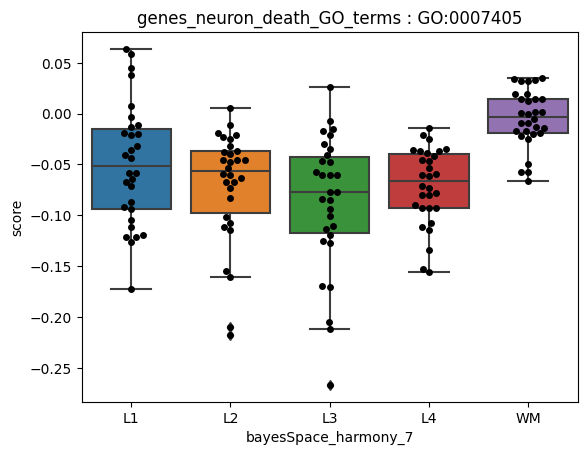 genes_neuron_death_GO_terms : GO:0007405
0.05
0.00
−0.05
−0.10
−0.15
−0.20
−0.25
score
L1 L2 L3 L4 WM
bayesSpace_harmony_7